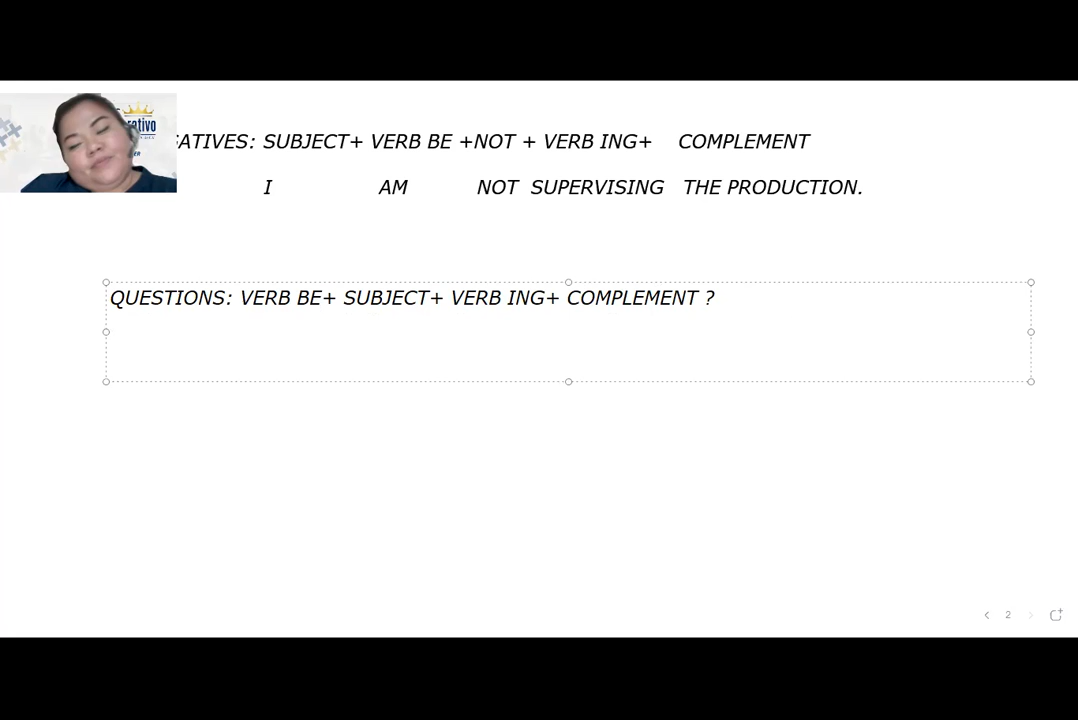 ATIVES: SUBJECT+ VERB BE +NOT + VERB ING+ COMPLEMENT
I AM NOT SUPERVISING THE PRODUCTION.
QUESTIONS: VERB BE+ SUBJECT+ VERB ING+ COMPLEMENT ?
2